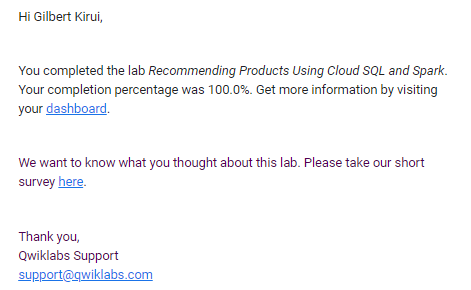 Hi Gilbert Kirui,
You completed the lab Recommending Products Using Cloud SQL and Spark.
Your completion percentage was 100.0%. Get more information by visiting
your dashboard.
We want to know what you thought about this lab. Please take our short
survey here.
Thank you,
Qwiklabs Support
support@qwiklabs.com